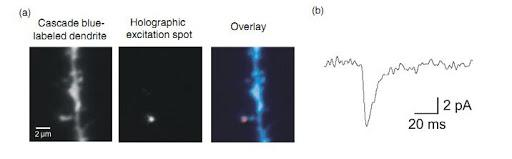 (a)
Cascade blue-
labeled dendrite
Holographic
excitation spot
Overlay
2 µm
(b)
2 pA
20 ms